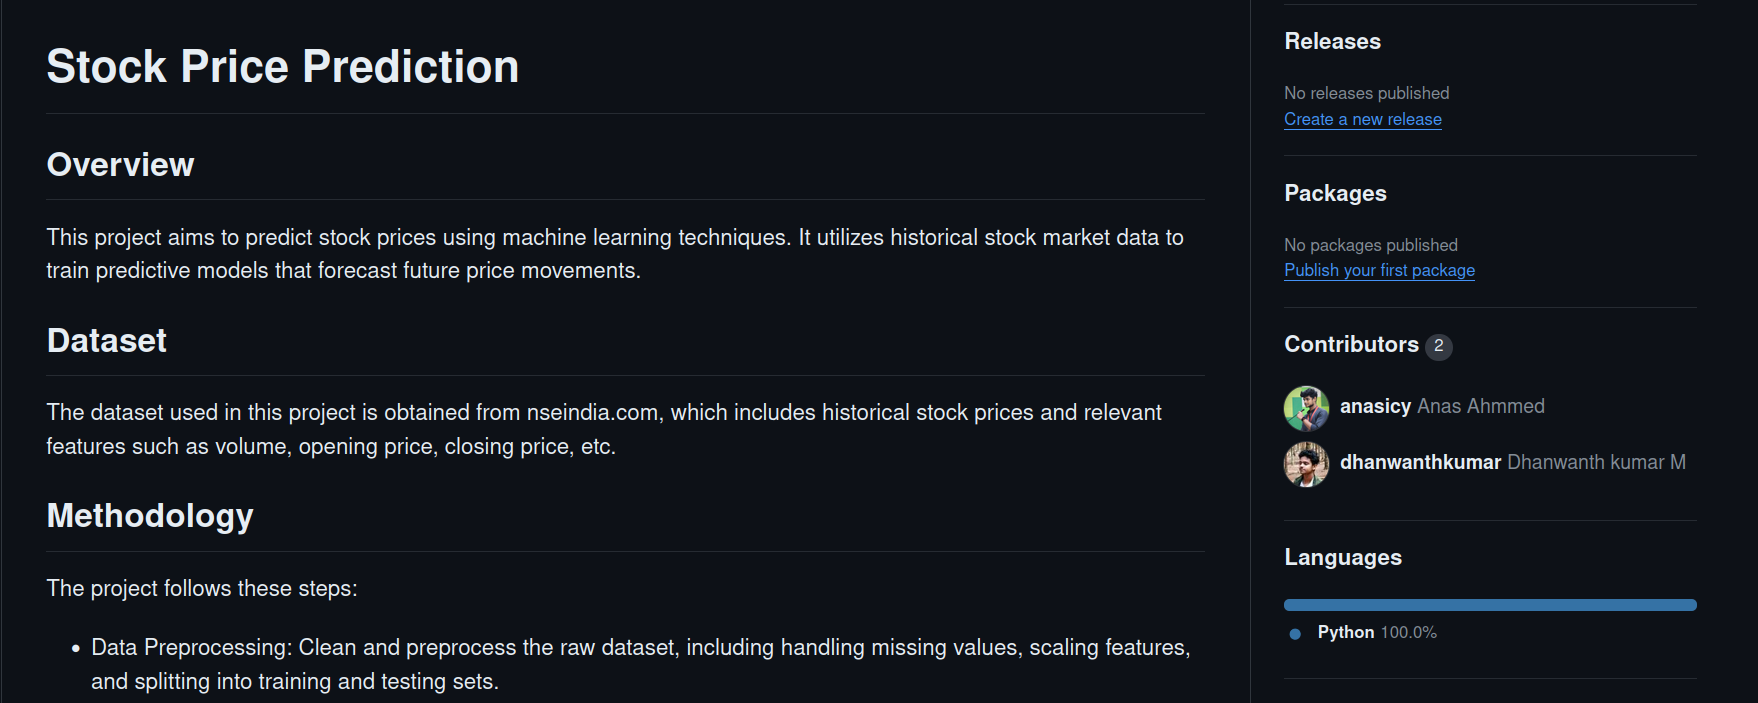 Stock Price Prediction
Overview
This project aims to predict stock prices using machine learning techniques. It utilizes historical stock market data to
train predictive models that forecast future price movements.
Dataset
The dataset used in this project is obtained from nseindia.com, which includes historical stock prices and relevant
features such as volume, opening price, closing price, etc.
Methodology
The project follows these steps:
• Data Preprocessing: Clean and preprocess the raw dataset, including handling missing values, scaling features,
and splitting into training and testing sets.
Releases
No releases published
Create a new release
Packages
No packages published
Publish your first package
Contributors 2
anasicy Anas Ahmmed
dhanwanthkumar Dhanwanth kumar M
Languages
Python 100.0%